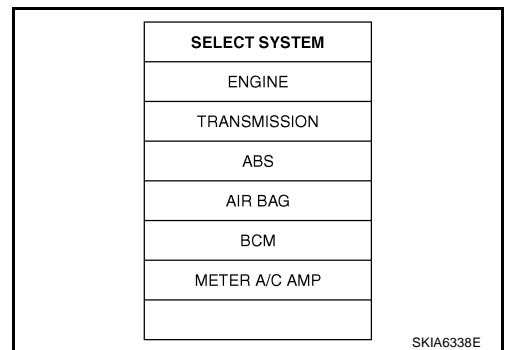 SELECT SYSTEM
ENGINE
TRANSMISSION
ABS
AIR BAG
BCM
METER A/C AMP
SKIA6338E